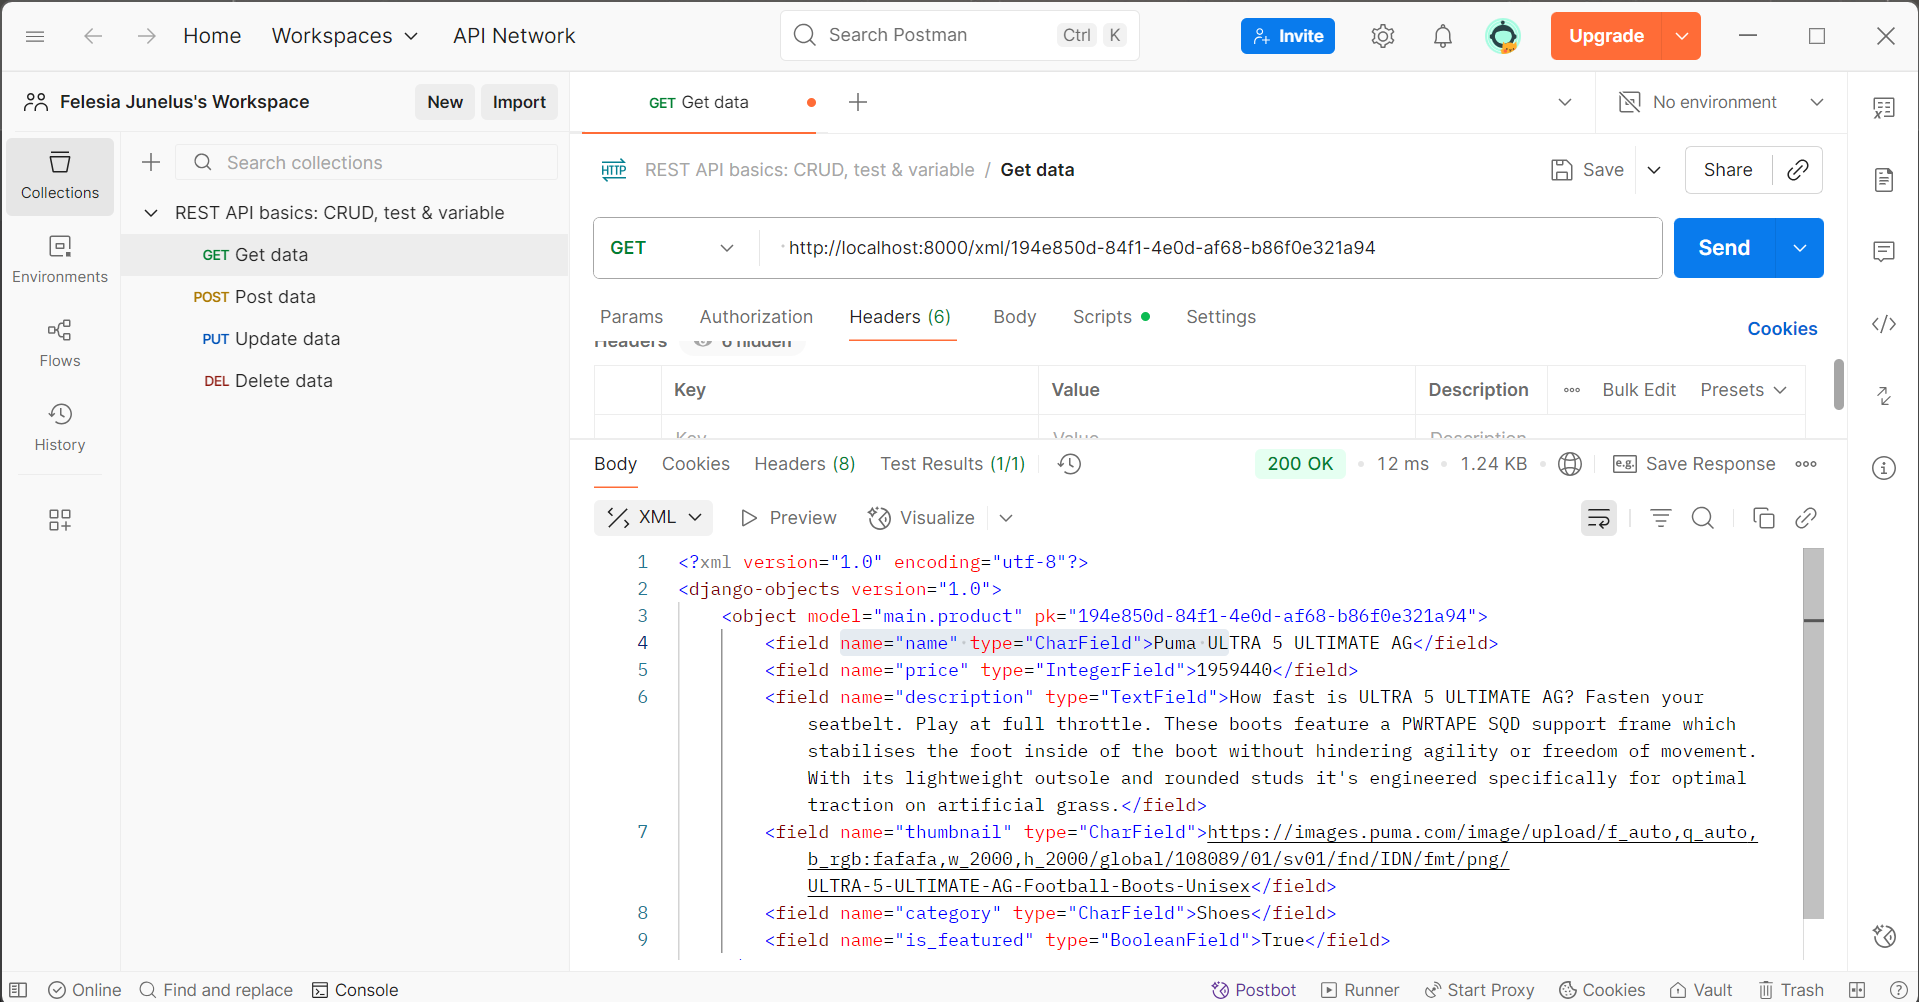 Home Workspaces API Network Search Postman Ctrl K Invite Upgrade
Felesia Junelus's Workspace New Import GET Get data No environment
Collections
Search collections
REST API basics: CRUD, test & variable / Get data Save Share
REST API basics: CRUD, test & variable
GET Get data
POST Post data
PUT Update data
DEL Delete data
Environments
Flows
History
GET http://localhost:8000/xml/194e850d-84f1-4e0d-af68-b86f0e321a94 Send
Params Authorization Headers (6) Body Scripts Settings Cookies
Headers 6 hidden
Key Value Description Bulk Edit Presets
Key Value Description
Body Cookies Headers (8) Test Results (1/1) 200 OK 12 ms 1.24 KB e.g. Save Response
XML Preview Visualize
1 <?xml version="1.0" encoding="utf-8"?>
2 <django-objects version="1.0">
3 <object model="main.product" pk="194e850d-84f1-4e0d-af68-b86f0e321a94">
4 <field name="name" type="CharField">Puma ULTRA 5 ULTIMATE AG</field>
5 <field name="price" type="IntegerField">1959440</field>
6 <field name="description" type="TextField">How fast is ULTRA 5 ULTIMATE AG? Fasten your
seatbelt. Play at full throttle. These boots feature a PWRTAPE SQD support frame which
stabilises the foot inside of the boot without hindering agility or freedom of movement.
With its lightweight outsole and rounded studs it's engineered specifically for optimal
traction on artificial grass.</field>
7 <field name="thumbnail" type="CharField">https://images.puma.com/image/upload/f_auto,q_auto,
b_rgb:fafafa,w_2000,h_2000/global/108089/01/sv01/fnd/IDN/fmt/png/
ULTRA-5-ULTIMATE-AG-Football-Boots-Unisex</field>
8 <field name="category" type="CharField">Shoes</field>
9 <field name="is_featured" type="BooleanField">True</field>
Online Find and replace Console Postbot Runner Start Proxy Cookies Vault Trash